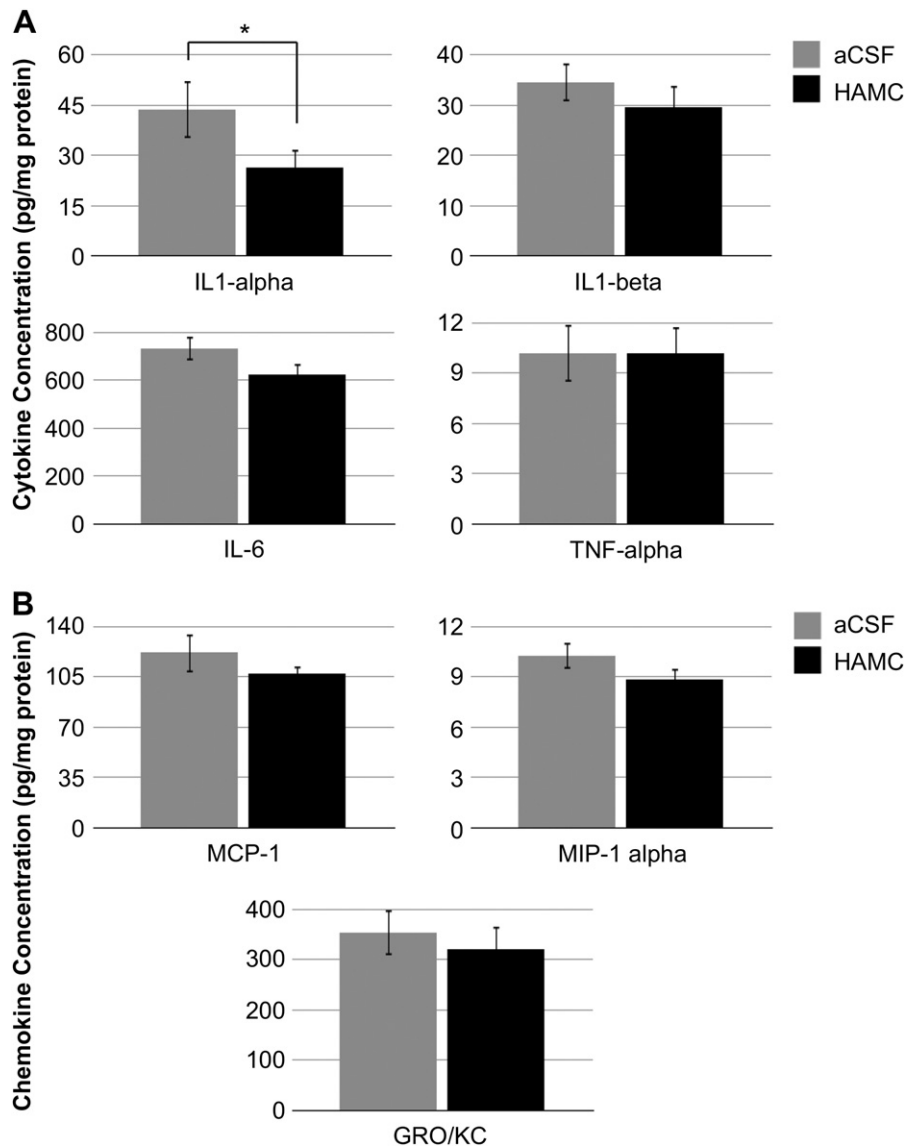 A
*
aCSF
HAMC
Cytokine Concentration (pg/mg protein)
60
45
30
15
0
IL1-alpha
40
30
20
10
0
IL1-beta
800
600
400
200
0
IL-6
12
9
6
3
0
TNF-alpha
B
aCSF
HAMC
Chemokine Concentration (pg/mg protein)
140
105
70
35
0
MCP-1
12
9
6
3
0
MIP-1 alpha
400
300
200
100
0
GRO/KC